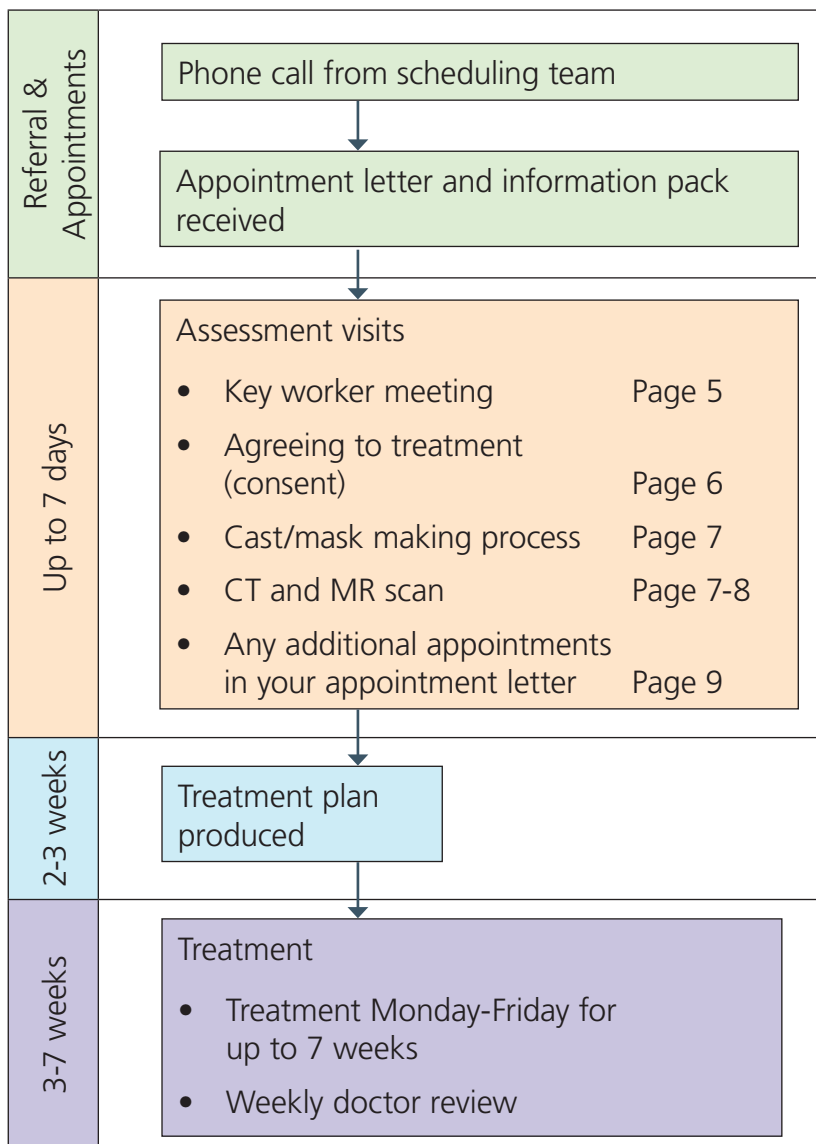 Referral &
Appointments
Phone call from scheduling team
Appointment letter and information pack
received
Up to 7 days
Assessment visits
• Key worker meeting Page 5
• Agreeing to treatment
(consent) Page 6
• Cast/mask making process Page 7
• CT and MR scan Page 7-8
• Any additional appointments
in your appointment letter Page 9
2-3 weeks
Treatment plan
produced
3-7 weeks
Treatment
• Treatment Monday-Friday for
up to 7 weeks
• Weekly doctor review